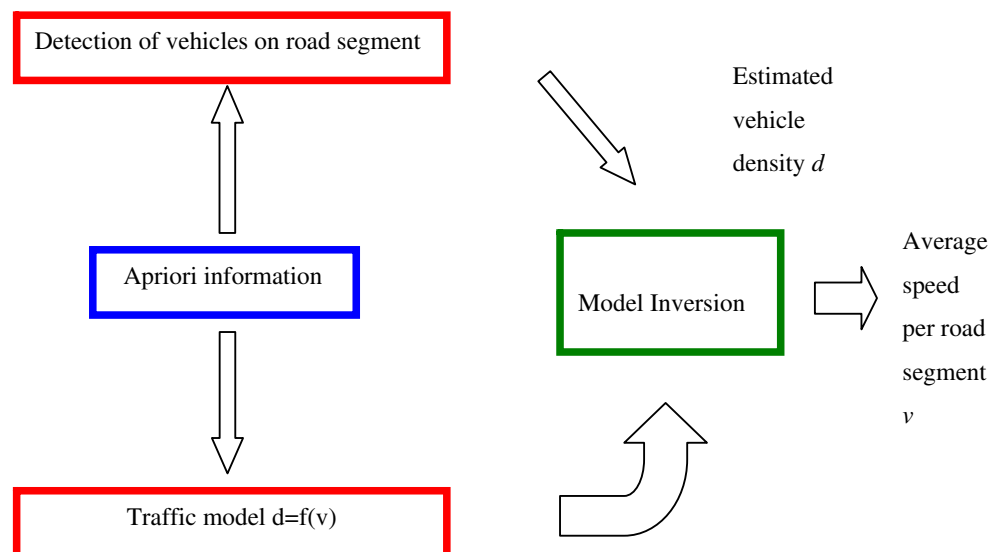 Detection of vehicles on road segment
Estimated
vehicle
density d
Apriori information
Model Inversion
Average
speed
per road
segment
v
Traffic model d=f(v)